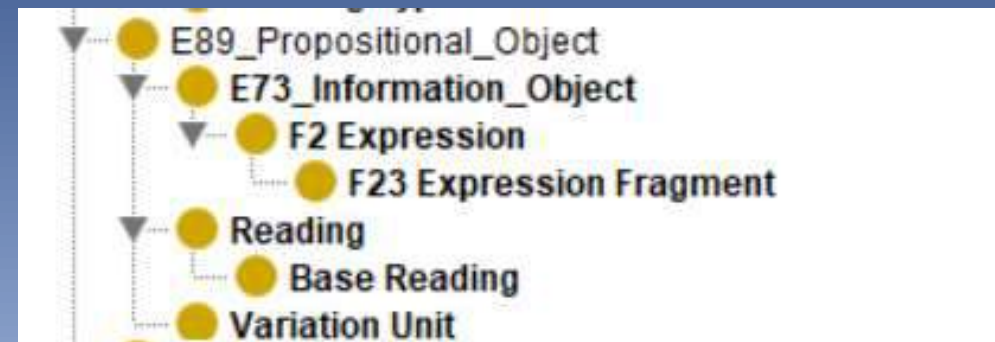 E89_Propositional_Object
E73_Information_Object
F2 Expression
F23 Expression Fragment
Reading
Base Reading
Variation Unit